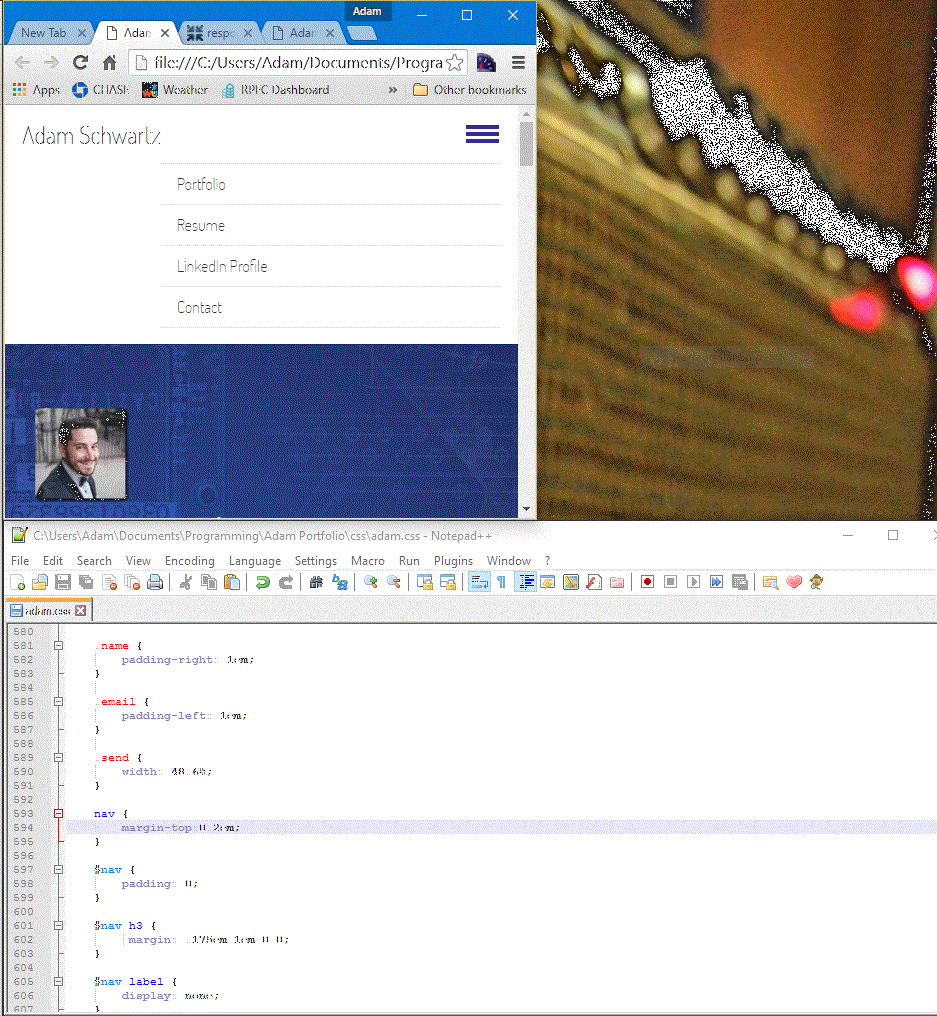 Adam
New Tab
Adam
respo
Adam
file:///C:/Users/Adam/Documents/Progra
Apps
CHASE
Weather
RPEC Dashboard
»
Other bookmarks
Adam Schwartz
Portfolio
Resume
LinkedIn Profile
Contact
C:\Users\Adam\Documents\Programming\Adam Portfolio\css\adam.css - Notepad++
File Edit Search View Encoding Language Settings Macro Run Plugins Window ?
adam.css
580
581 .name {
582 padding-right: 1em;
583 }
584
585 .email {
586 padding-left: 1em;
587 }
588
589 .send {
590 width: 48.65;
591 }
592
593 nav {
594 margin-top:0.2em;
595 }
596
597 #nav {
598 padding: 0;
599 }
600
601 #nav h3 {
602 margin: .175em 1em 0 0;
603 }
604
605 #nav label {
606 display: none;
607 }